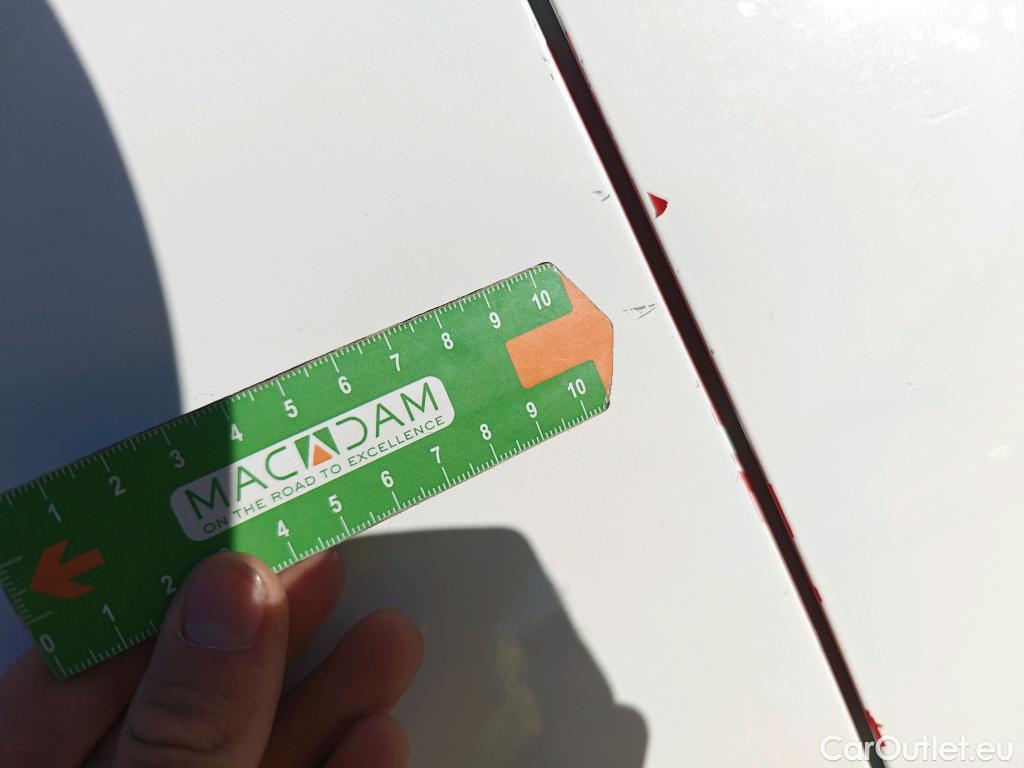 1 2 3 4 5 6 7 8 9 10
MACADAM
ON THE ROAD TO EXCELLENCE
0 1 2 3 4 5 6 7 8 9 10
CarOutlet.eu